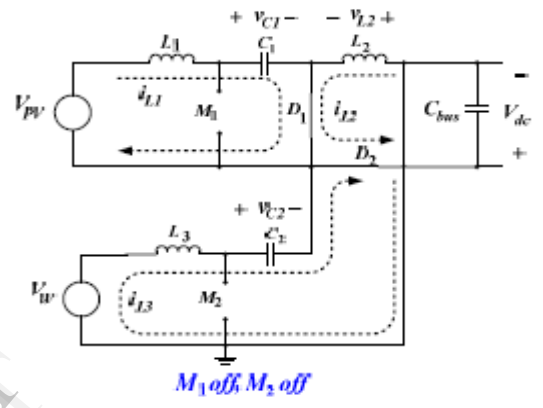 + vC1 −
− vL2 +
L1
C1
L2
VPV
iL1
M1
D1
iL2
Cbus
Vdc
−
+
D2
+ vC2 −
L3
C2
VW
iL3
M2
M1 off, M2 off